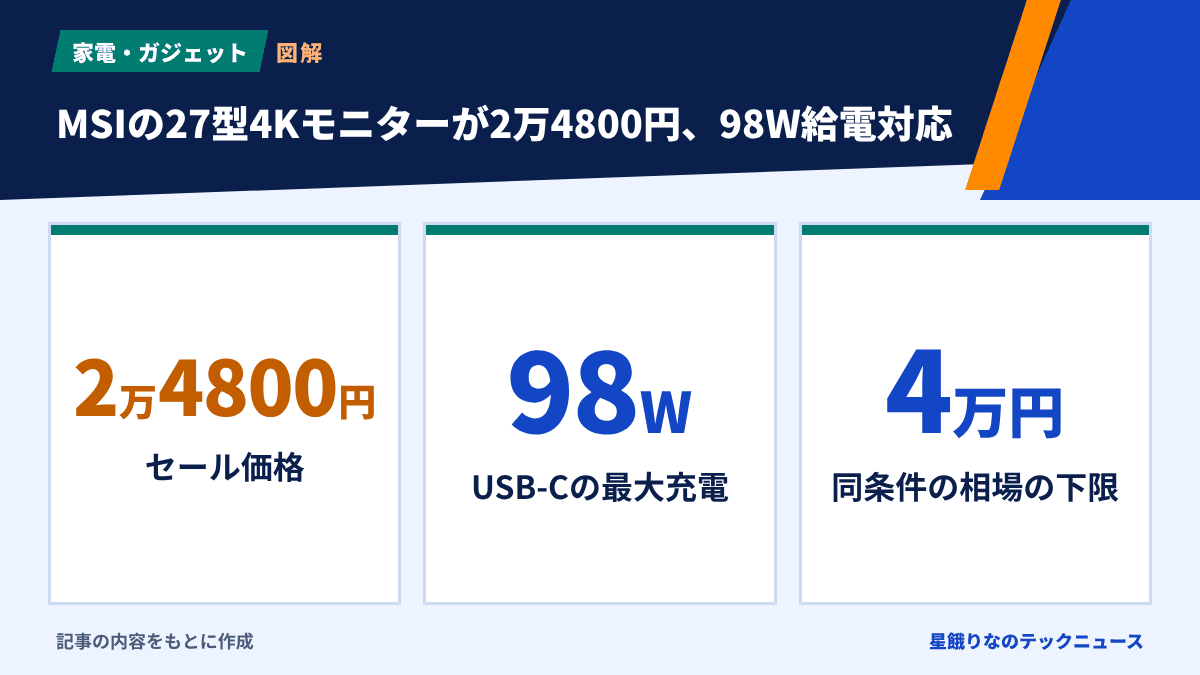 家電・ガジェット 図解
MSIの27型4Kモニターが2万4800円、98W給電対応
2万4800円
セール価格
98W
USB-Cの最大充電
4万円
同条件の相場の下限
記事の内容をもとに作成
星餓りなのテックニュース